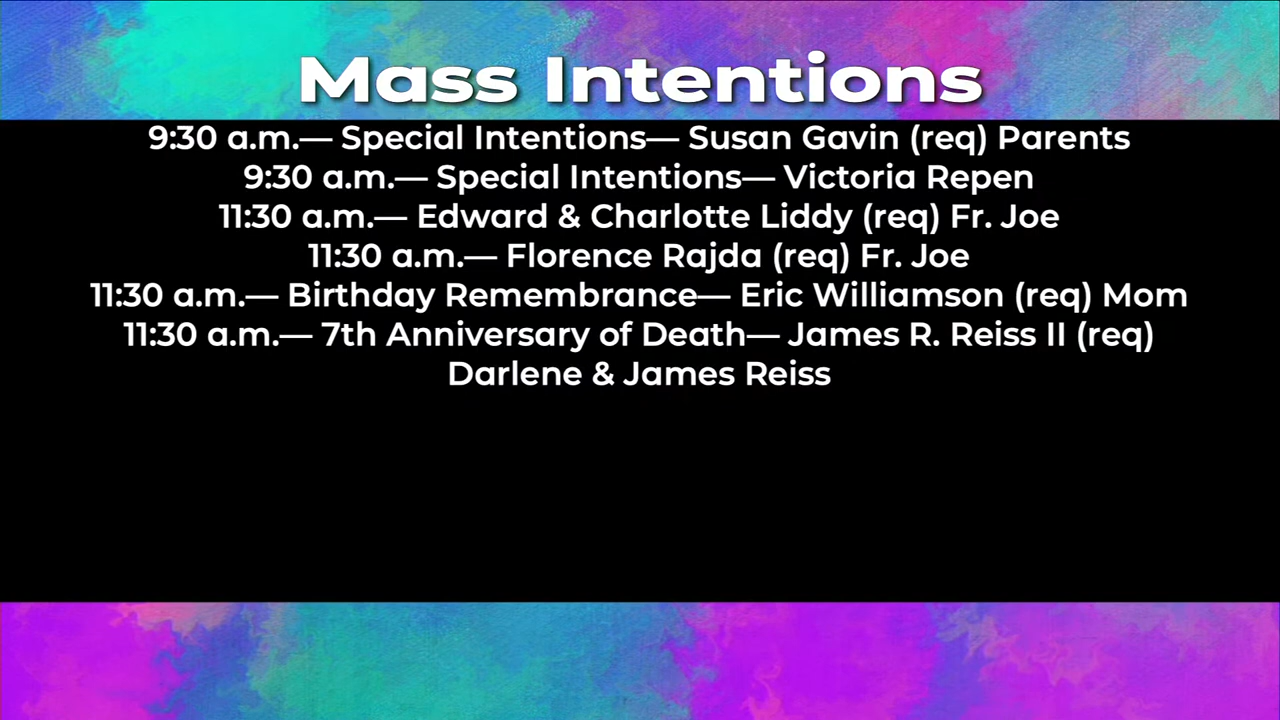 Mass Intentions
9:30 a.m.— Special Intentions— Susan Gavin (req) Parents
9:30 a.m.— Special Intentions— Victoria Repen
11:30 a.m.— Edward & Charlotte Liddy (req) Fr. Joe
11:30 a.m.— Florence Rajda (req) Fr. Joe
11:30 a.m.— Birthday Remembrance— Eric Williamson (req) Mom
11:30 a.m.— 7th Anniversary of Death— James R. Reiss II (req)
Darlene & James Reiss